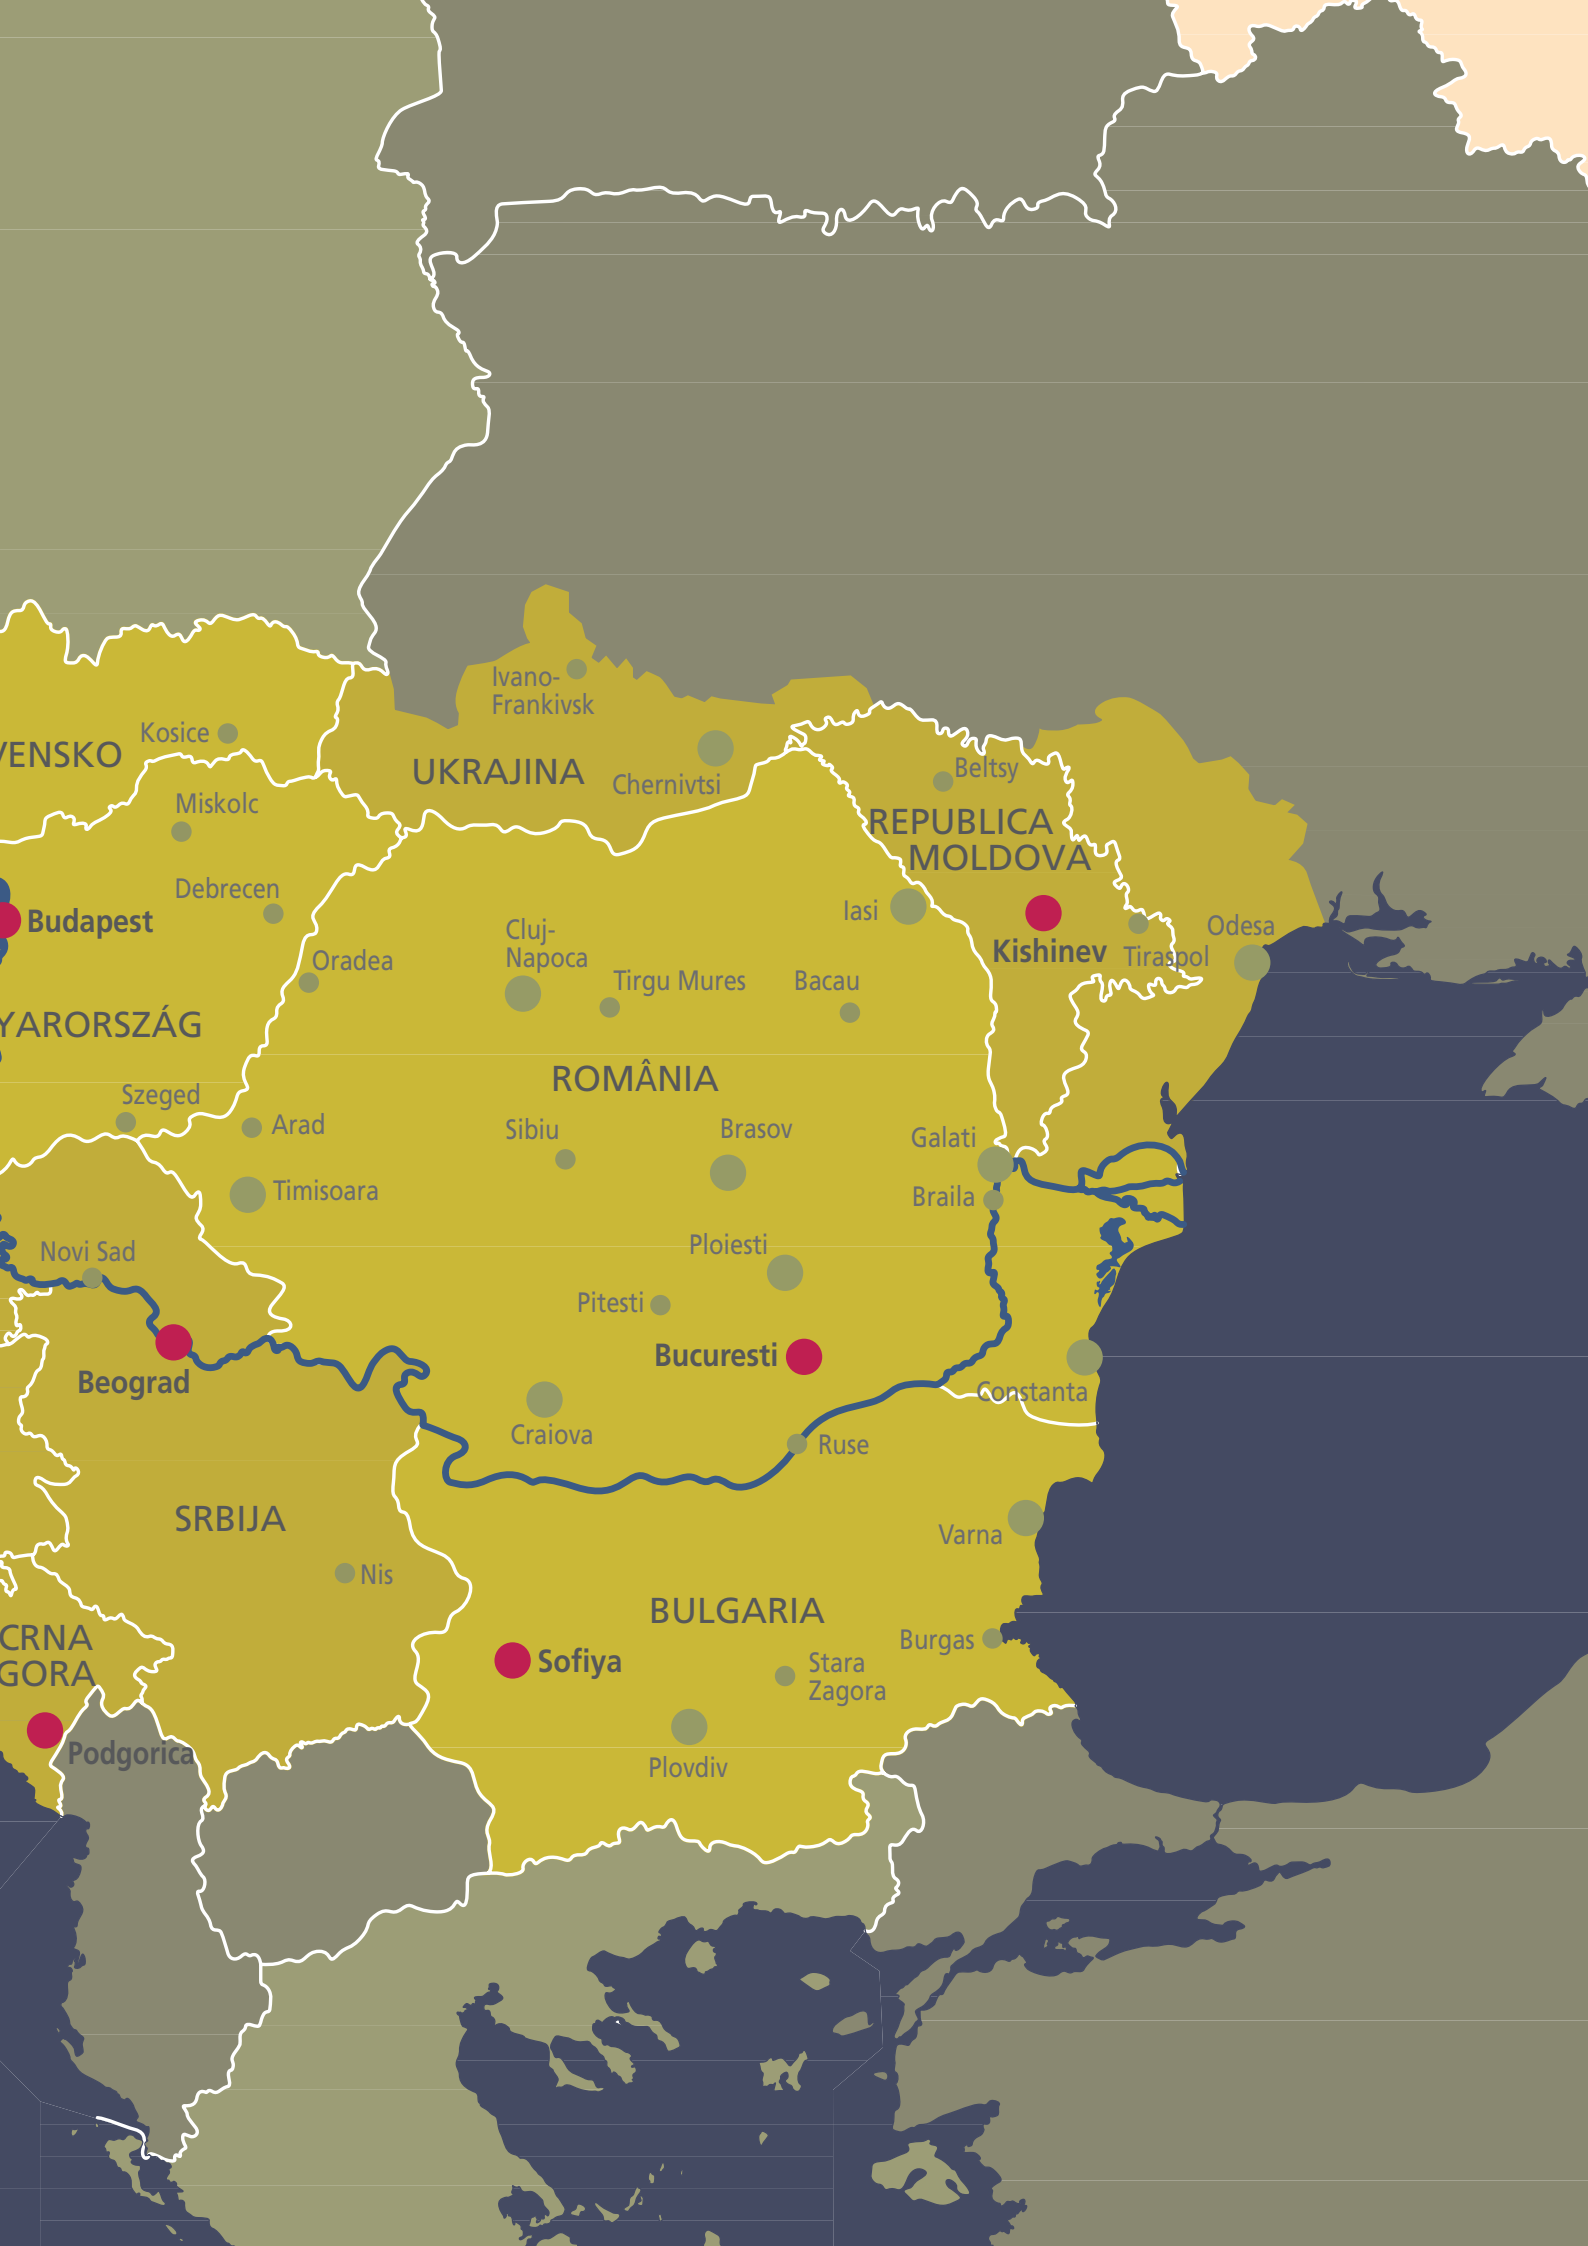 Ivano-
Frankivsk
Kosice
VENSKO
UKRAJINA
Chernivtsi
Beltsy
Miskolc
REPUBLICA
MOLDOVA
Debrecen
Budapest
Iasi
Cluj-
Napoca
Odesa
Kishinev
Tiraspol
Oradea
Tirgu Mures
Bacau
YARORSZÁG
ROMÂNIA
Szeged
Arad
Sibiu
Brasov
Galati
Timisoara
Braila
Novi Sad
Ploiesti
Pitesti
Bucuresti
Beograd
Constanta
Craiova
Ruse
SRBIJA
Varna
Nis
BULGARIA
CRNA
GORA
Burgas
Sofiya
Stara
Zagora
Podgorica
Plovdiv